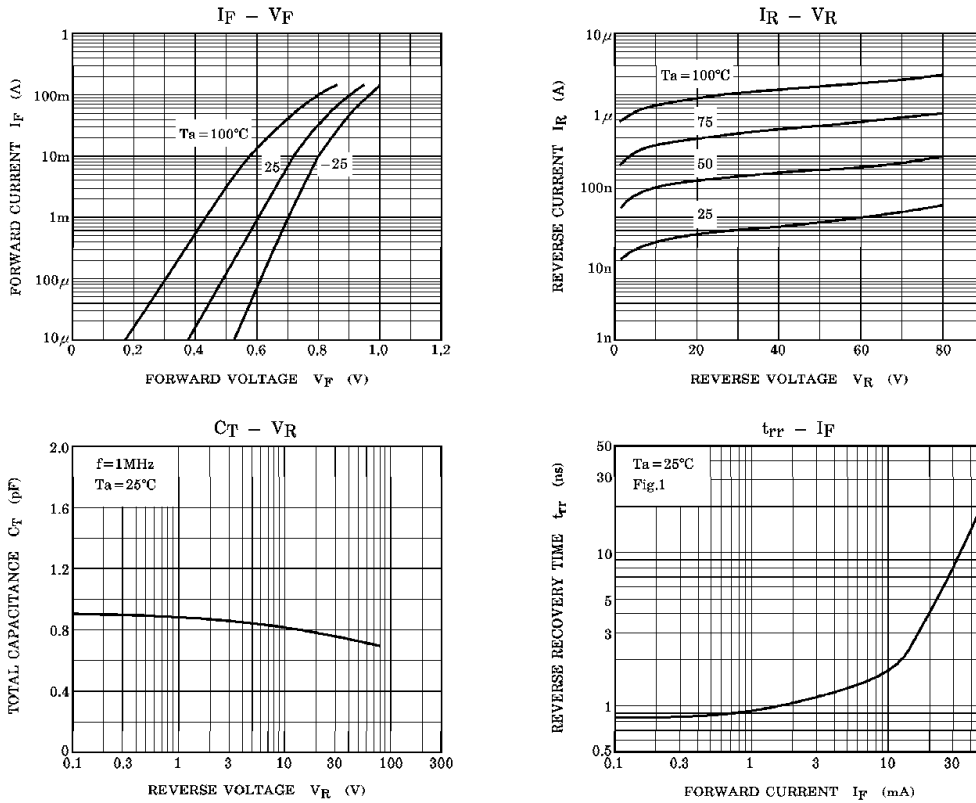 IF – VF
FORWARD CURRENT IF (A)
1
100m
10m
1m
100μ
10μ
Ta=100°C
25
−25
0
0.2
0.4
0.6
0.8
1.0
1.2
FORWARD VOLTAGE VF (V)
IR – VR
REVERSE CURRENT IR (A)
10μ
1μ
100n
10n
1n
Ta=100°C
75
50
25
0
20
40
60
80
REVERSE VOLTAGE VR (V)
CT – VR
TOTAL CAPACITANCE CT (pF)
2.0
1.6
1.2
0.8
0.4
0
f=1MHz
Ta=25°C
0.1
0.3
1
3
10
30
100
300
REVERSE VOLTAGE VR (V)
trr – IF
REVERSE RECOVERY TIME trr (ns)
50
30
10
5
3
1
0.5
Ta=25°C
Fig.1
0.1
0.3
1
3
10
30
FORWARD CURRENT IF (mA)